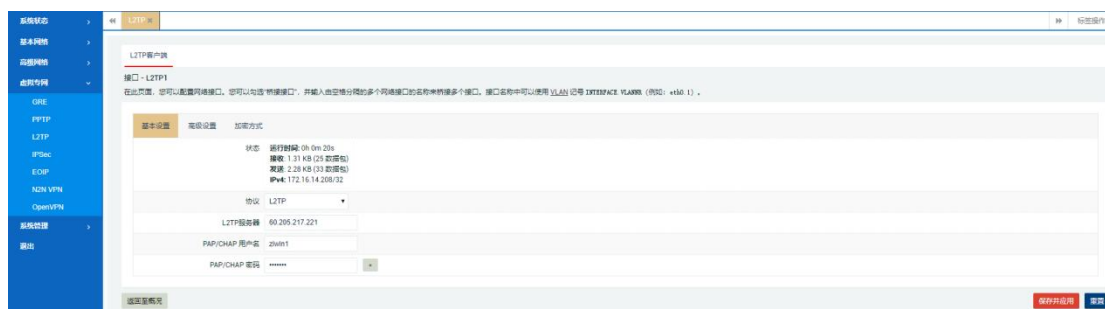 系统状态
基本网络
高级网络
虚拟专网
GRE
PPTP
L2TP
IPSec
EOIP
N2N VPN
OpenVPN
系统管理
退出
L2TP
标签操作
L2TP客户端
接口 - L2TP1
在此页面，您可以配置网络接口。您可以勾选“桥接接口”，并输入由空格分隔的多个网络接口的名称来桥接多个接口。接口名称中可以使用 VLAN 记号 INTERFACE.VLANNR（例如：eth0.1）。
基本设置 高级设置 加密方式
状态 运行时间: 0h 0m 20s
接收: 1.31 KB (25 数据包)
发送: 2.28 KB (33 数据包)
IPv4: 172.16.14.208/32
协议 L2TP
L2TP服务器 60.205.217.221
PAP/CHAP 用户名 ziwin1
PAP/CHAP 密码 •••••••
返回至概况
保存并应用 重置